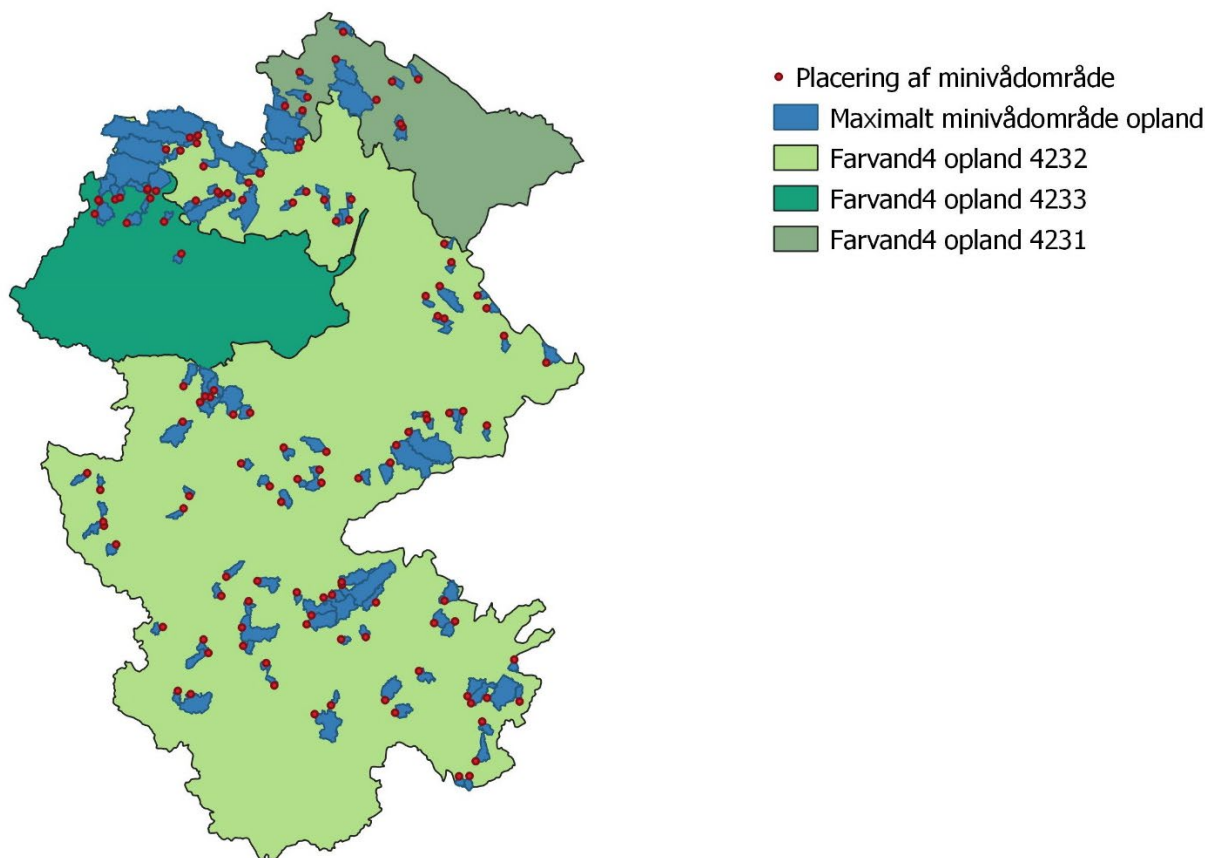 Placering af minivådområde
Maximalt minivådområde opland
Farvand4 opland 4232
Farvand4 opland 4233
Farvand4 opland 4231